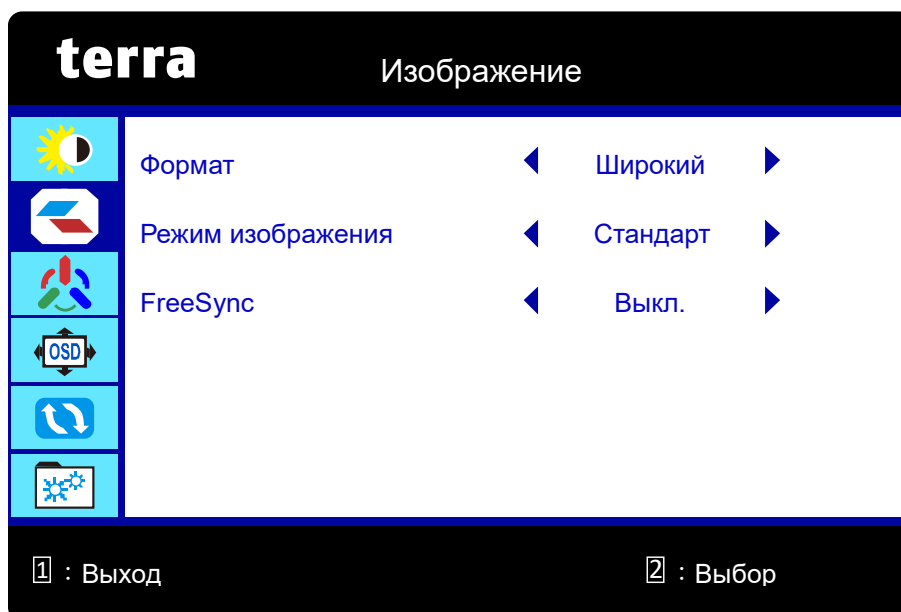 terra
Изображение
Формат Широкий
Режим изображения Стандарт
FreeSync Выкл.
OSD
1 : Выход 2 : Выбор